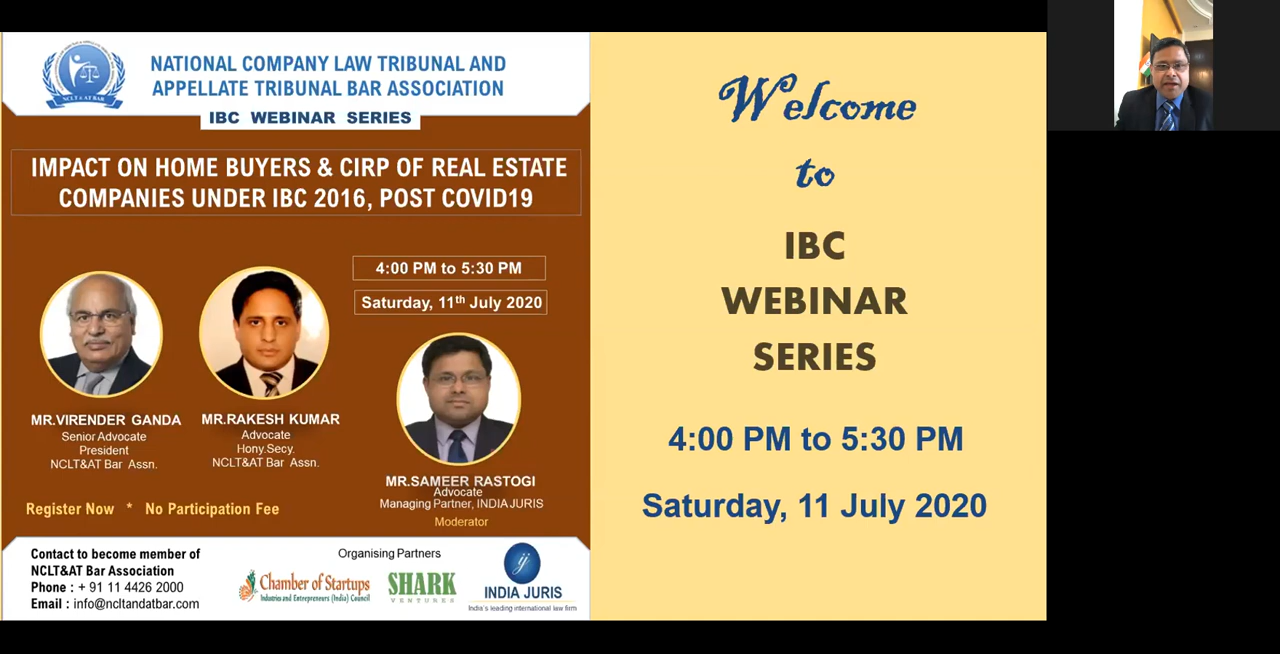 NATIONAL COMPANY LAW TRIBUNAL AND
APPELLATE TRIBUNAL BAR ASSOCIATION
NCLT& AT BAR
IBC WEBINAR SERIES
IMPACT ON HOME BUYERS & CIRP OF REAL ESTATE
COMPANIES UNDER IBC 2016, POST COVID19
4:00 PM to 5:30 PM
Saturday, 11th July 2020
MR.VIRENDER GANDA
Senior Advocate
President
NCLT&AT Bar Assn.
MR.RAKESH KUMAR
Advocate
Hony.Secy.
NCLT&AT Bar Assn.
MR.SAMEER RASTOGI
Advocate
Managing Partner, INDIA JURIS
Moderator
Register Now * No Participation Fee
Contact to become member of
NCLT&AT Bar Association
Phone : + 91 11 4426 2000
Email : info@ncltandatbar.com
Organising Partners
Chamber of Startups
Industries and Entrepreneurs (India) Council
SHARK
VENTURES
ij
INDIA JURIS
India's leading international law firm
Welcome
to
IBC
WEBINAR
SERIES
4:00 PM to 5:30 PM
Saturday, 11 July 2020